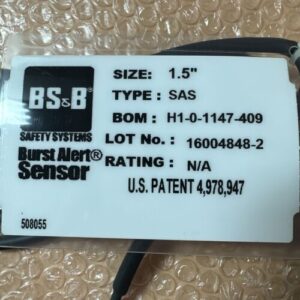 BS&B®
SAFETY SYSTEMS
Burst Alert®
Sensor
508055
SIZE: 1.5"
TYPE : SAS
BOM : H1-0-1147-409
LOT No. : 16004848-2
RATING : N/A
U.S. PATENT 4,978,947